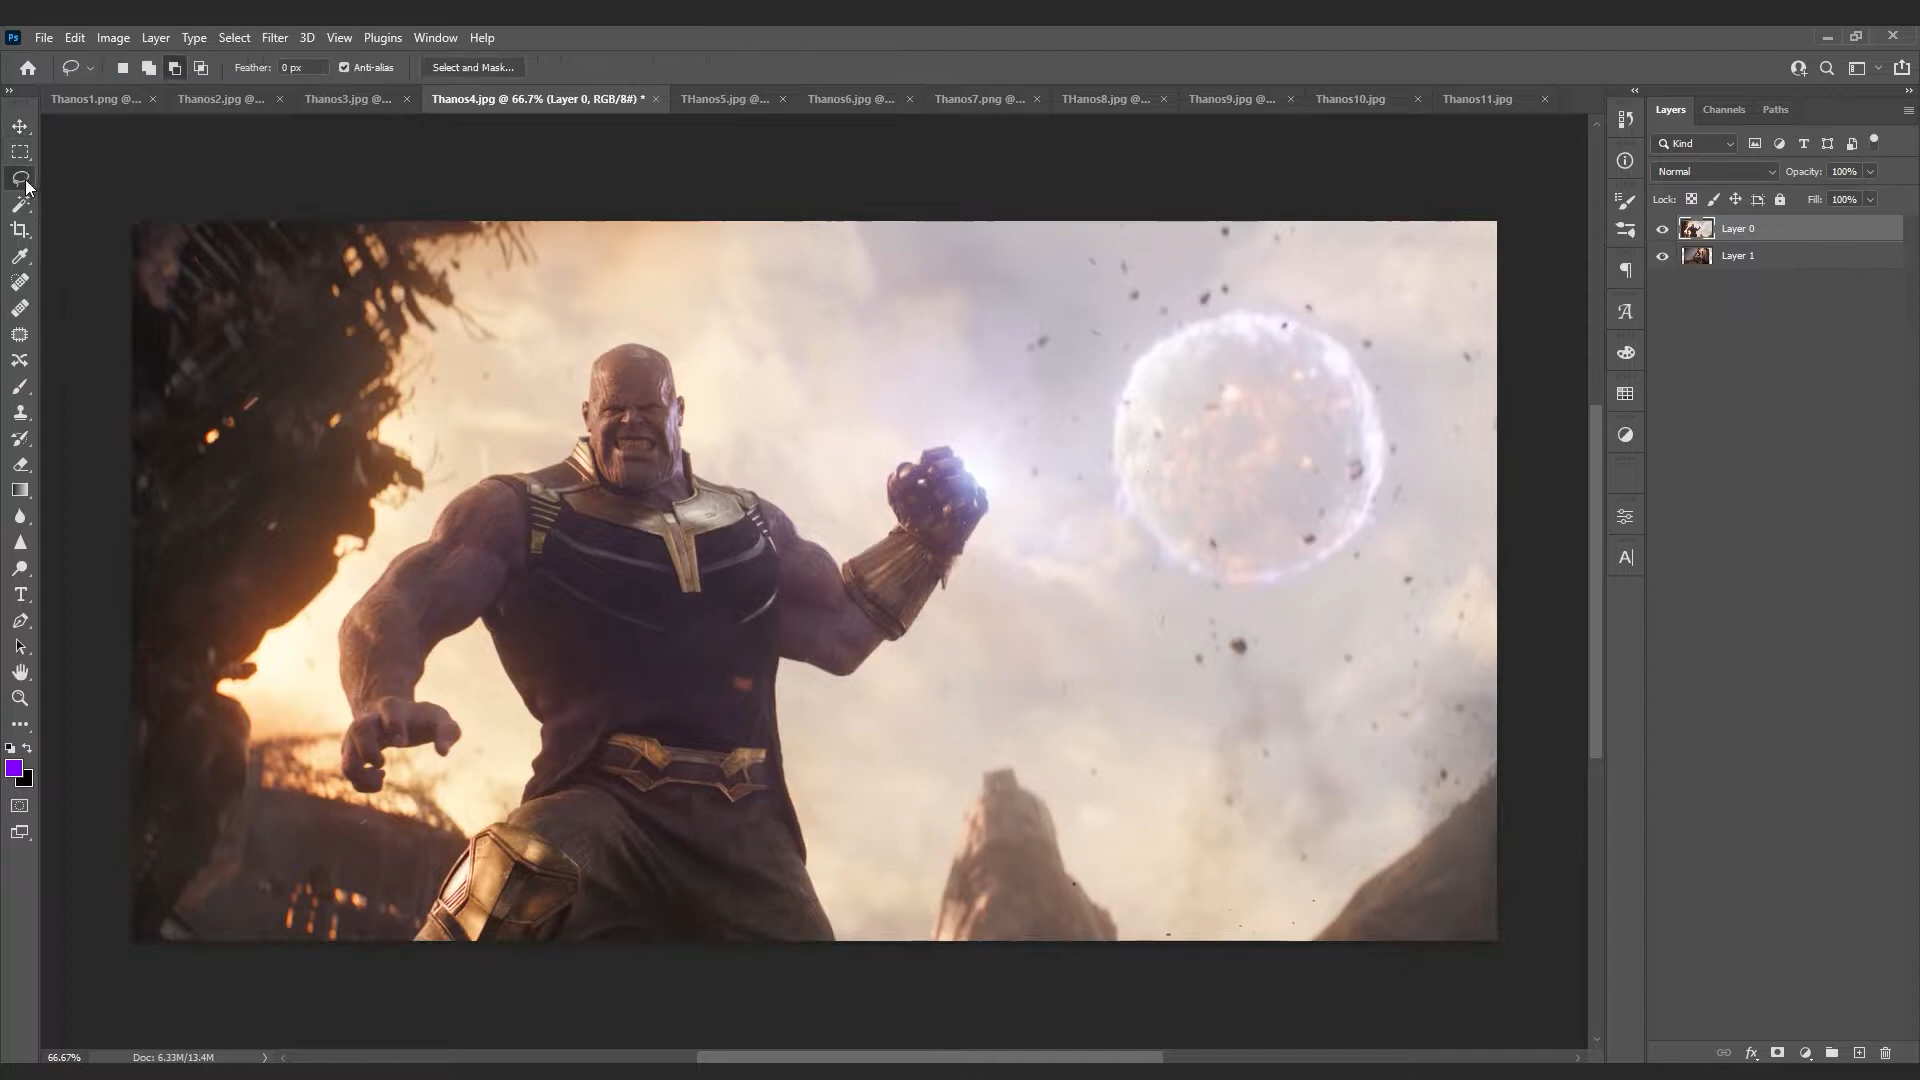 Ps File Edit Image Layer Type Select Filter 3D View Plugins Window Help
Feather: 0 px Anti-alias Select and Mask...
Thanos1.png @... Thanos2.jpg @... Thanos3.jpg @... Thanos4.jpg @ 66.7% (Layer 0, RGB/8#) * THanos5.jpg @... Thanos6.jpg @... Thanos7.png @... THanos8.jpg @... Thanos9.jpg @... Thanos10.jpg Thanos11.jpg
Layers Channels Paths
Kind
Normal Opacity: 100%
Lock: Fill: 100%
Layer 0
Layer 1
66.67% Doc: 6.33M/13.4M
fx